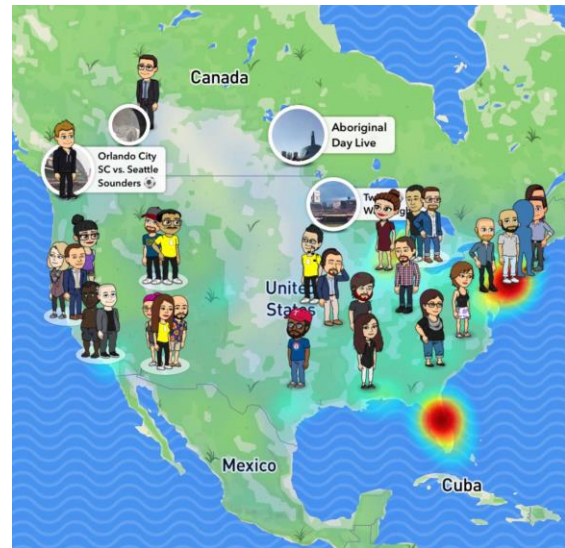 Canada
Aboriginal
Day Live
Orlando City
SC vs. Seattle
Sounders
United
States
Mexico
Cuba